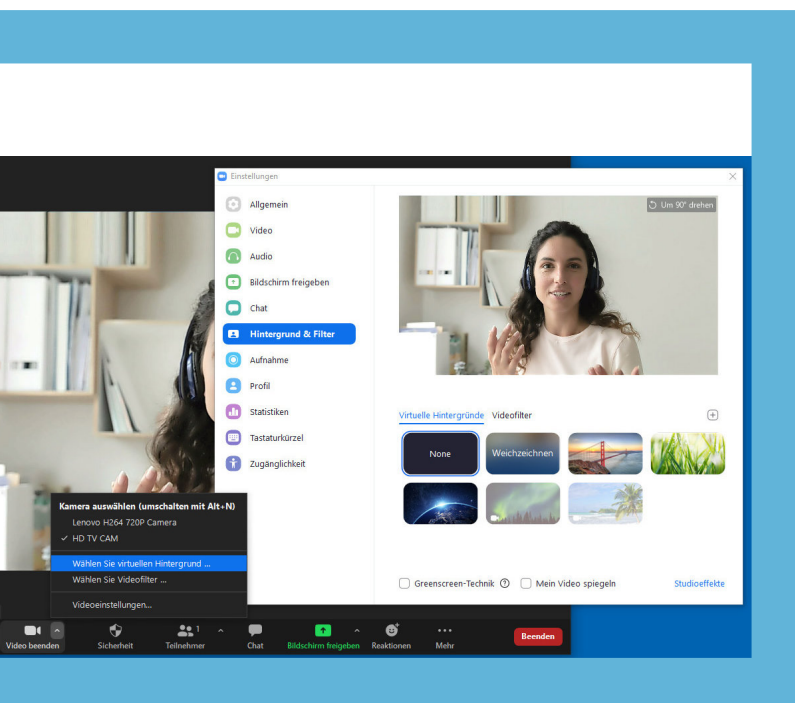 Einstellungen
Allgemein
Video
Audio
Bildschirm freigeben
Chat
Hintergrund & Filter
Aufnahme
Profil
Statistiken
Tastaturkürzel
Zugänglichkeit
Um 90° drehen
Virtuelle Hintergründe Videofilter
None
Weichzeichnen
Greenscreen-Technik
Mein Video spiegeln
Studioeffekte
Kamera auswählen (umschalten mit Alt+N)
Lenovo H264 720P Camera
HD TV CAM
Wählen Sie virtuellen Hintergrund ...
Wählen Sie Videofilter ...
Videoeinstellungen...
Video beenden
Sicherheit
Teilnehmer
1
Chat
Bildschirm freigeben
Reaktionen
Mehr
Beenden